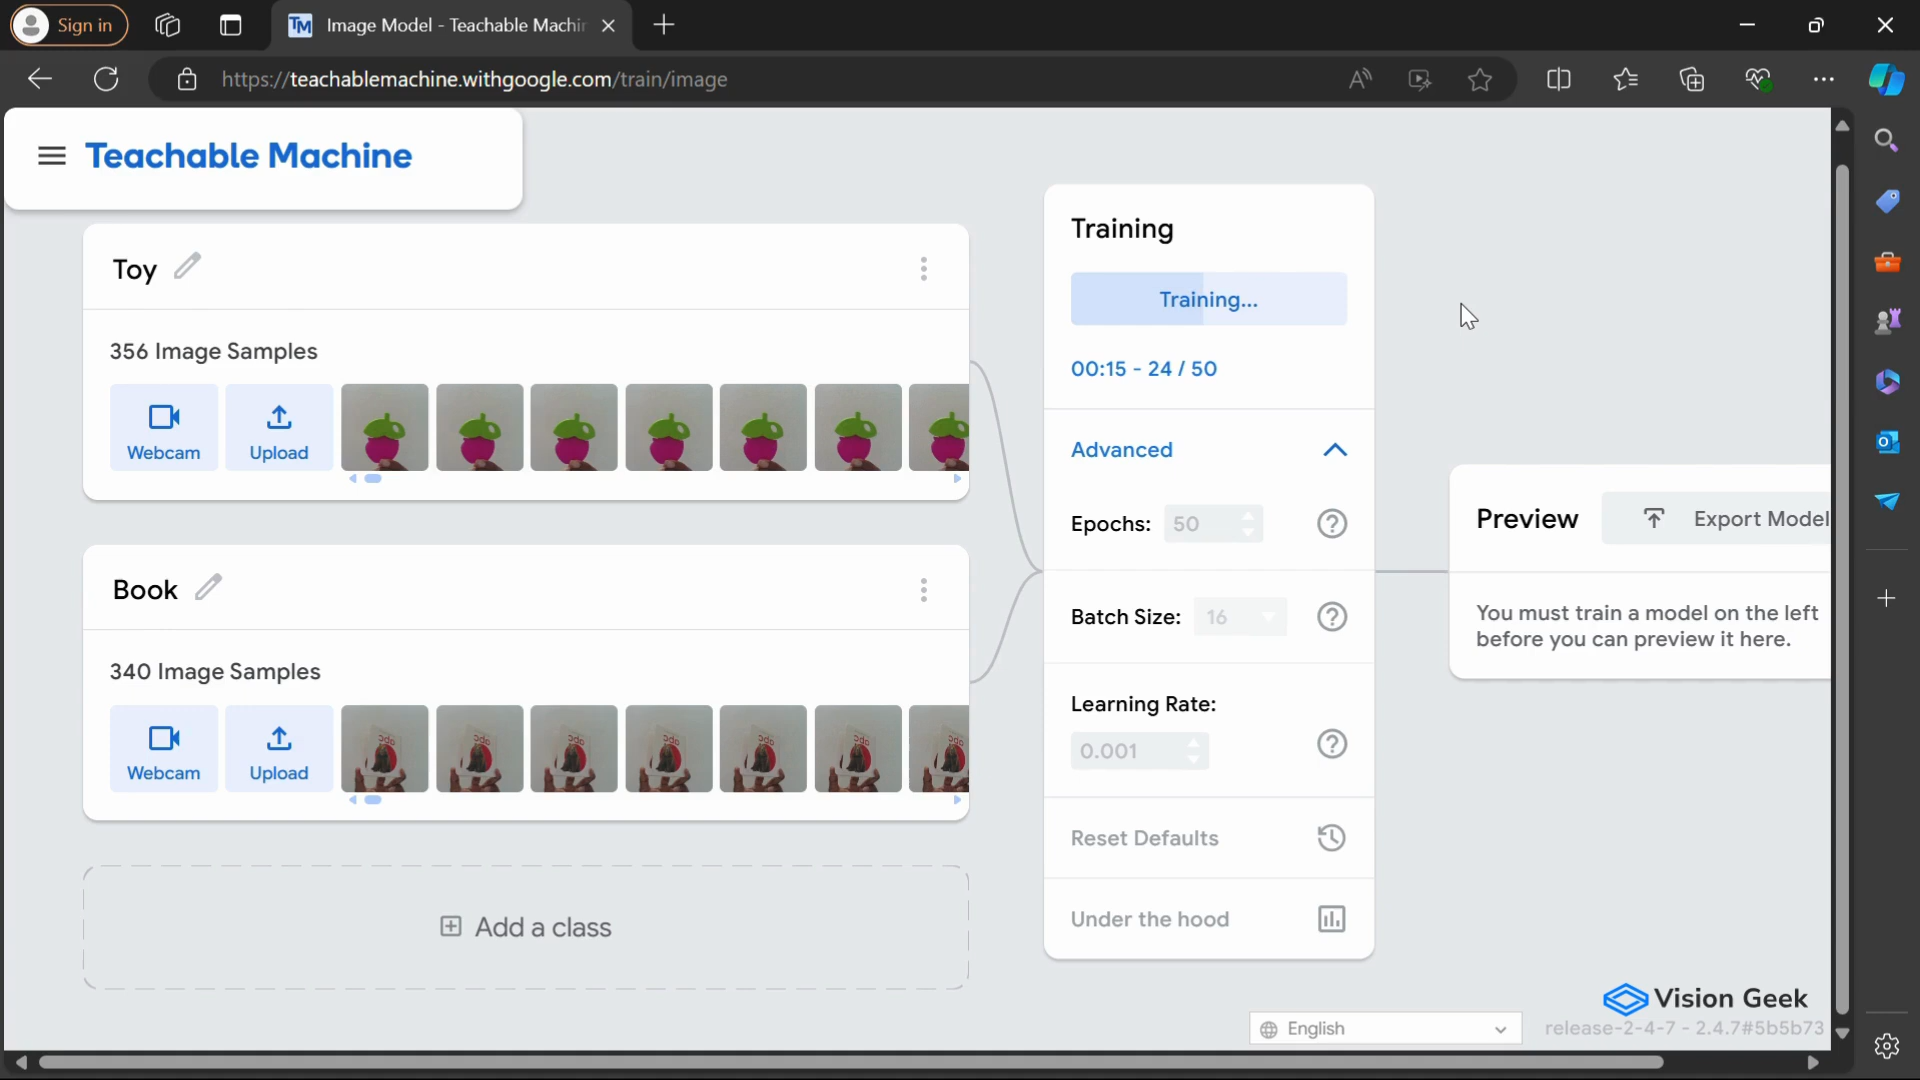 Sign in
Image Model - Teachable Machin
https://teachablemachine.withgoogle.com/train/image
Teachable Machine
Toy
356 Image Samples
Webcam
Upload
Book
340 Image Samples
Webcam
Upload
Add a class
Training
Training...
00:15 - 24 / 50
Advanced
Epochs: 50
Batch Size: 16
Learning Rate:
0.001
Reset Defaults
Under the hood
Preview
Export Model
You must train a model on the left
before you can preview it here.
Vision Geek
English
release-2-4-7 - 2.4.7#5b5b73